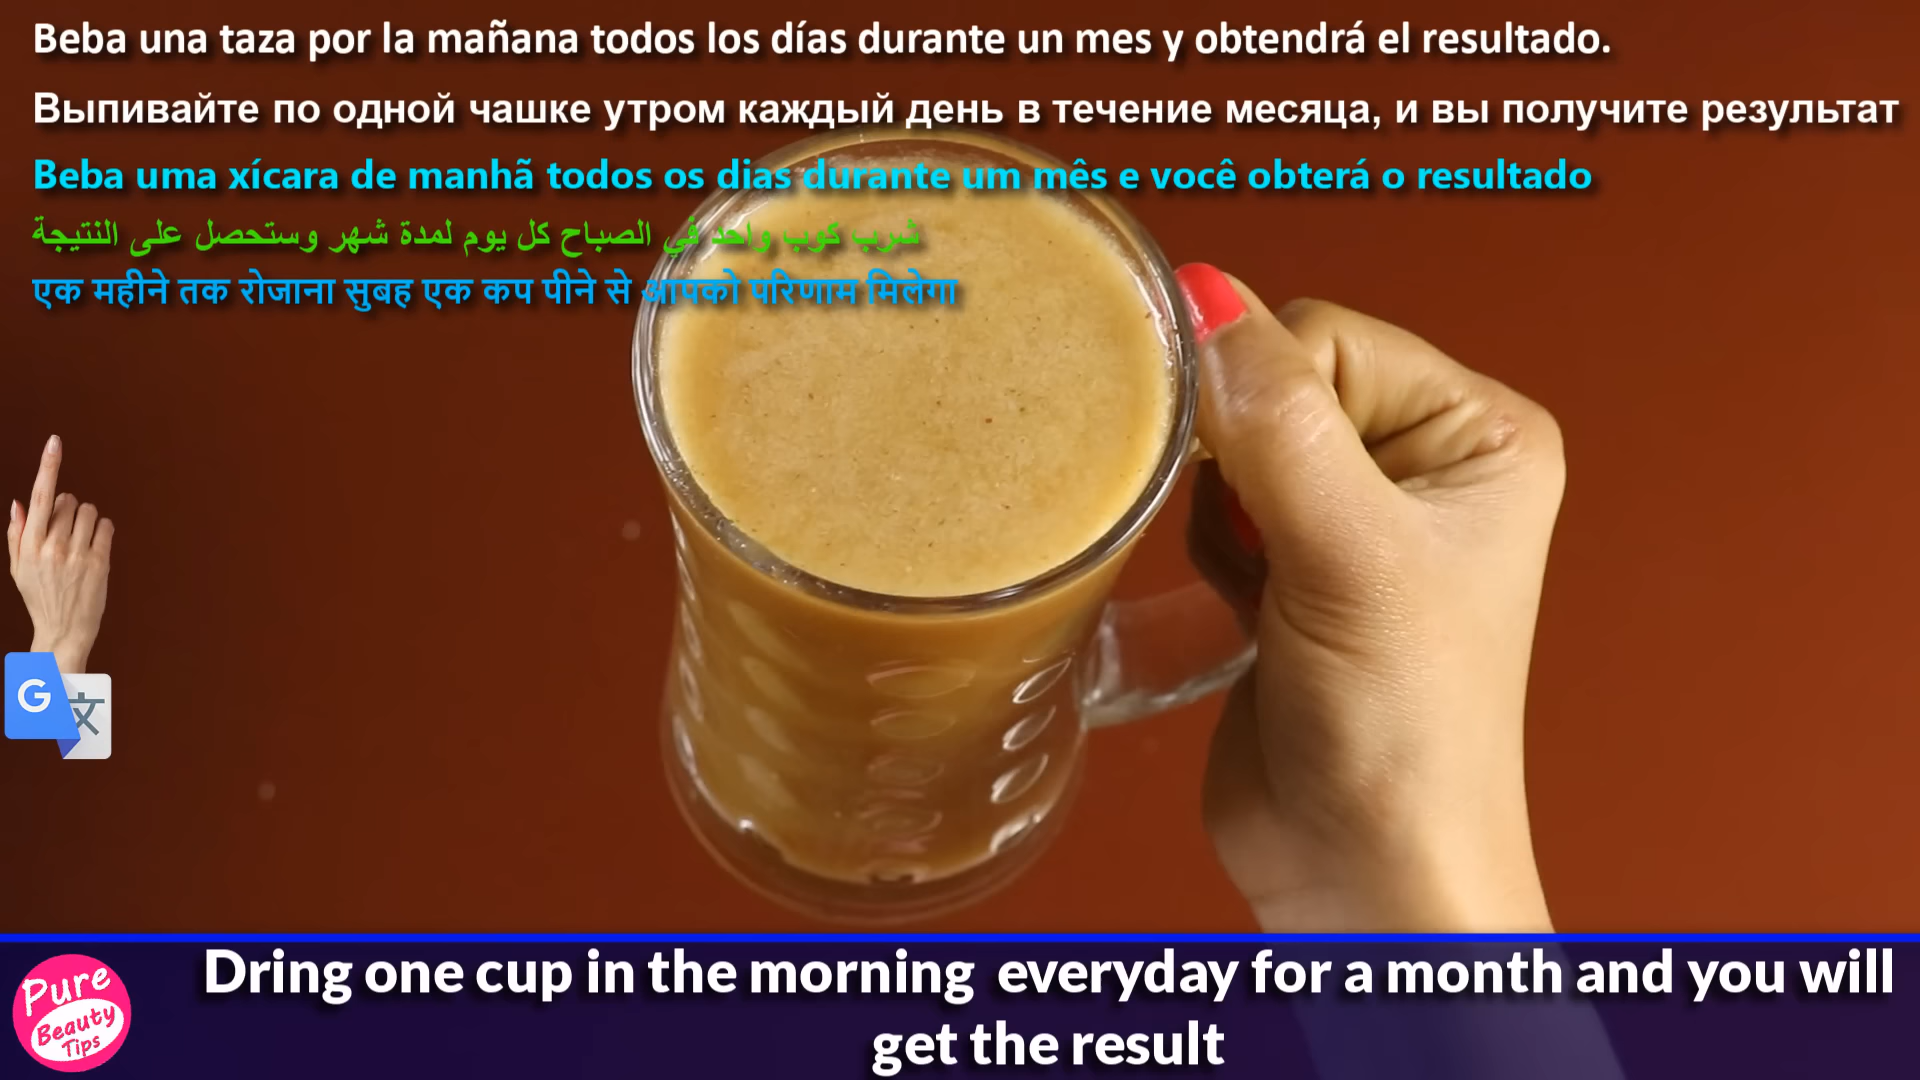 Beba una taza por la mañana todos los días durante un mes y obtendrá el resultado.
Выпивайте по одной чашке утром каждый день в течение месяца, и вы получите результат
Beba uma xícara de manhã todos os dias durante um mês e você obterá o resultado
شرب كوب واحد في الصباح كل يوم لمدة شهر وستحصل على النتيجة
एक महीने तक रोजाना सुबह एक कप पीने से आपको परिणाम मिलेगा
G
文
Pure
Beauty
Tips
Dring one cup in the morning  everyday for a month and you will
get the result